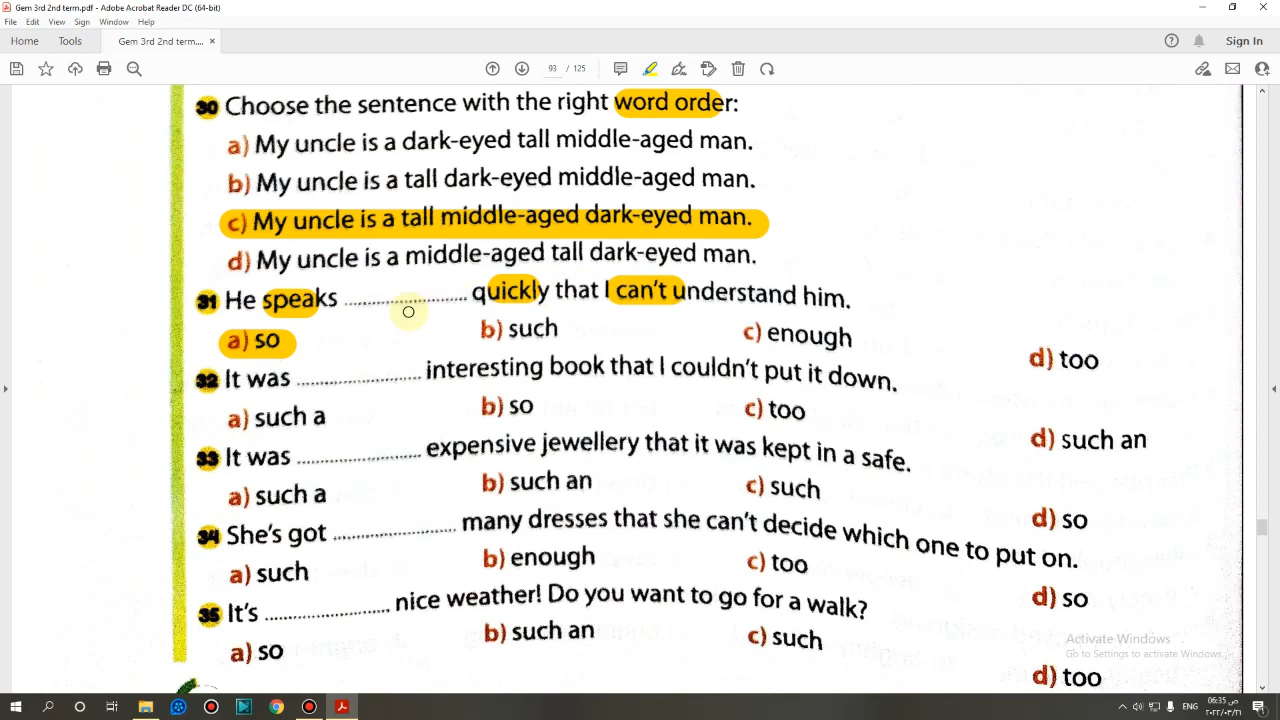 Gem 3rd 2nd term.pdf - Adobe Acrobat Reader DC (64-bit)
File Edit View Sign Window Help
Home Tools Gem 3rd 2nd term.... × Sign In
93 / 125
30 Choose the sentence with the right word order:
a) My uncle is a dark-eyed tall middle-aged man.
b) My uncle is a tall dark-eyed middle-aged man.
c) My uncle is a tall middle-aged dark-eyed man.
d) My uncle is a middle-aged tall dark-eyed man.
31 He speaks .......................... quickly that I can't understand him.
a) so b) such c) enough d) too
32 It was .......................... interesting book that I couldn't put it down.
a) such a b) so c) too d) such an
33 It was .......................... expensive jewellery that it was kept in a safe.
a) such a b) such an c) such d) so
34 She's got .......................... many dresses that she can't decide which one to put on.
a) such b) enough c) too d) so
35 It's .......................... nice weather! Do you want to go for a walk?
a) so b) such an c) such d) too
Activate Windows
Go to Settings to activate Windows.
ENG
06:35 ص